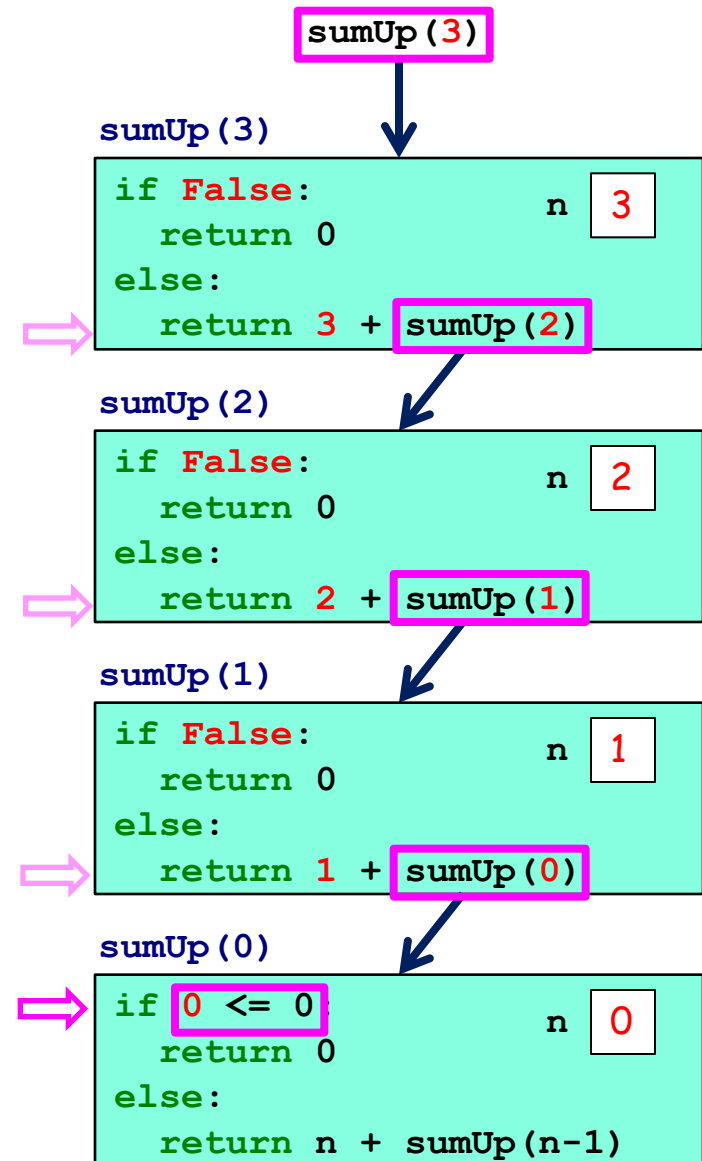 sumUp(3)
sumUp(3)
if False:
n 3
return 0
else:
return 3 + sumUp(2)
sumUp(2)
if False:
n 2
return 0
else:
return 2 + sumUp(1)
sumUp(1)
if False:
n 1
return 0
else:
return 1 + sumUp(0)
sumUp(0)
if 0 <= 0:
n 0
return 0
else:
return n + sumUp(n-1)